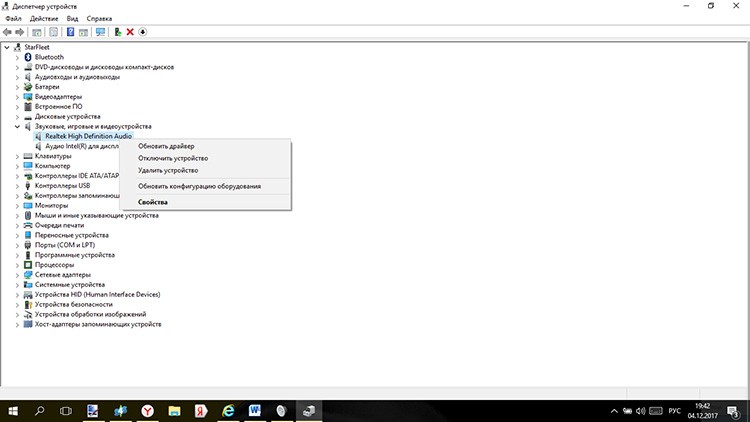 Диспетчер устройств
Файл Действие Вид Справка
StarFleet
Bluetooth
DVD-дисководы и дисководы компакт-дисков
Аудиовходы и аудиовыходы
Батареи
Видеоадаптеры
Встроенное ПО
Дисковые устройства
Звуковые, игровые и видеоустройства
Realtek High Definition Audio
Аудио Intel(R) для диспл
Обновить драйвер
Отключить устройство
Удалить устройство
Обновить конфигурацию оборудования
Свойства
Клавиатуры
Компьютер
Контроллеры IDE ATA/ATAP
Контроллеры USB
Контроллеры запоминающ
Мониторы
Мыши и иные указывающие устройства
Очереди печати
Переносные устройства
Порты (COM и LPT)
Программные устройства
Процессоры
Сетевые адаптеры
Системные устройства
Устройства HID (Human Interface Devices)
Устройства безопасности
Устройства обработки изображений
Хост-адаптеры запоминающих устройств
РУС
19:42
04.12.2017
3